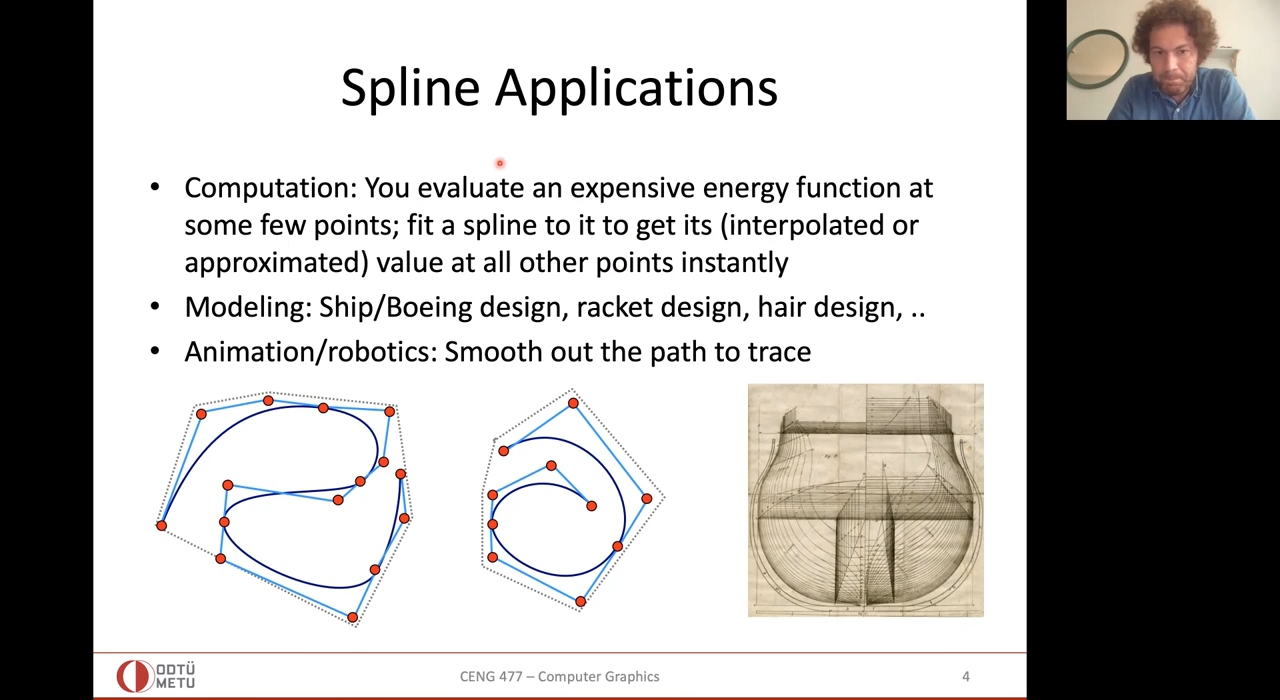 Spline Applications
• Computation: You evaluate an expensive energy function at
some few points; fit a spline to it to get its (interpolated or
approximated) value at all other points instantly
• Modeling: Ship/Boeing design, racket design, hair design, ..
• Animation/robotics: Smooth out the path to trace
ODTÜ
METU
CENG 477 – Computer Graphics
4